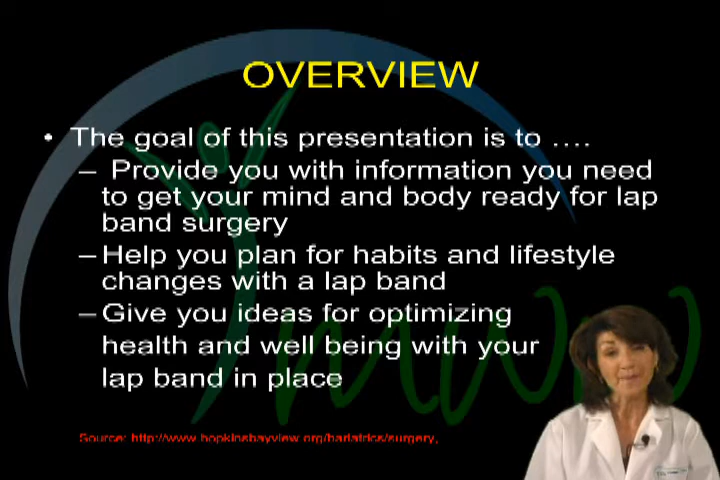 OVERVIEW
• The goal of this presentation is to ….
– Provide you with information you need
to get your mind and body ready for lap
band surgery
– Help you plan for habits and lifestyle
changes with a lap band
– Give you ideas for optimizing
health and well being with your
lap band in place
Source: http://www.hopkinsbayview.org/bariatrics/surgery,